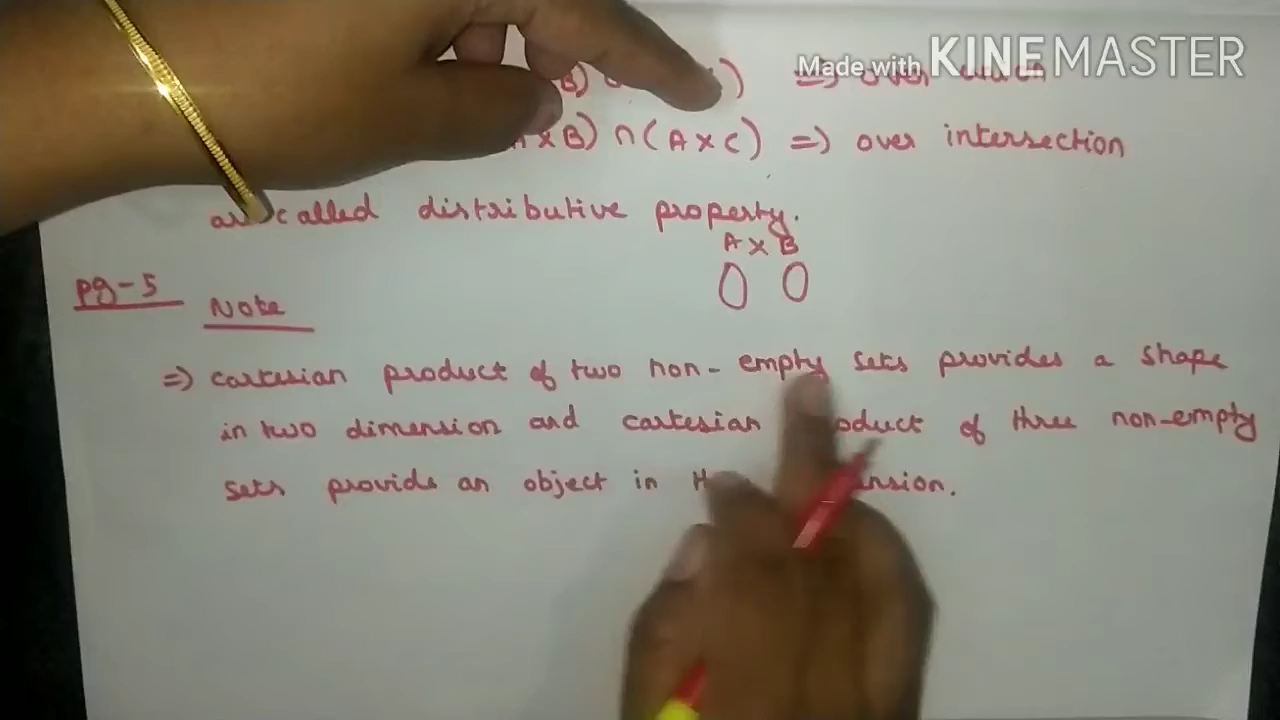 Made with KINEMASTER
B) ) => over
× B) ∩ (A × C) => over intersection
called distributive property.
A × B
Pg-5
Note
=) cartesian product of two non-empty sets provides a shape
in two dimension and cartesian of three non-empty
sets provide an object in